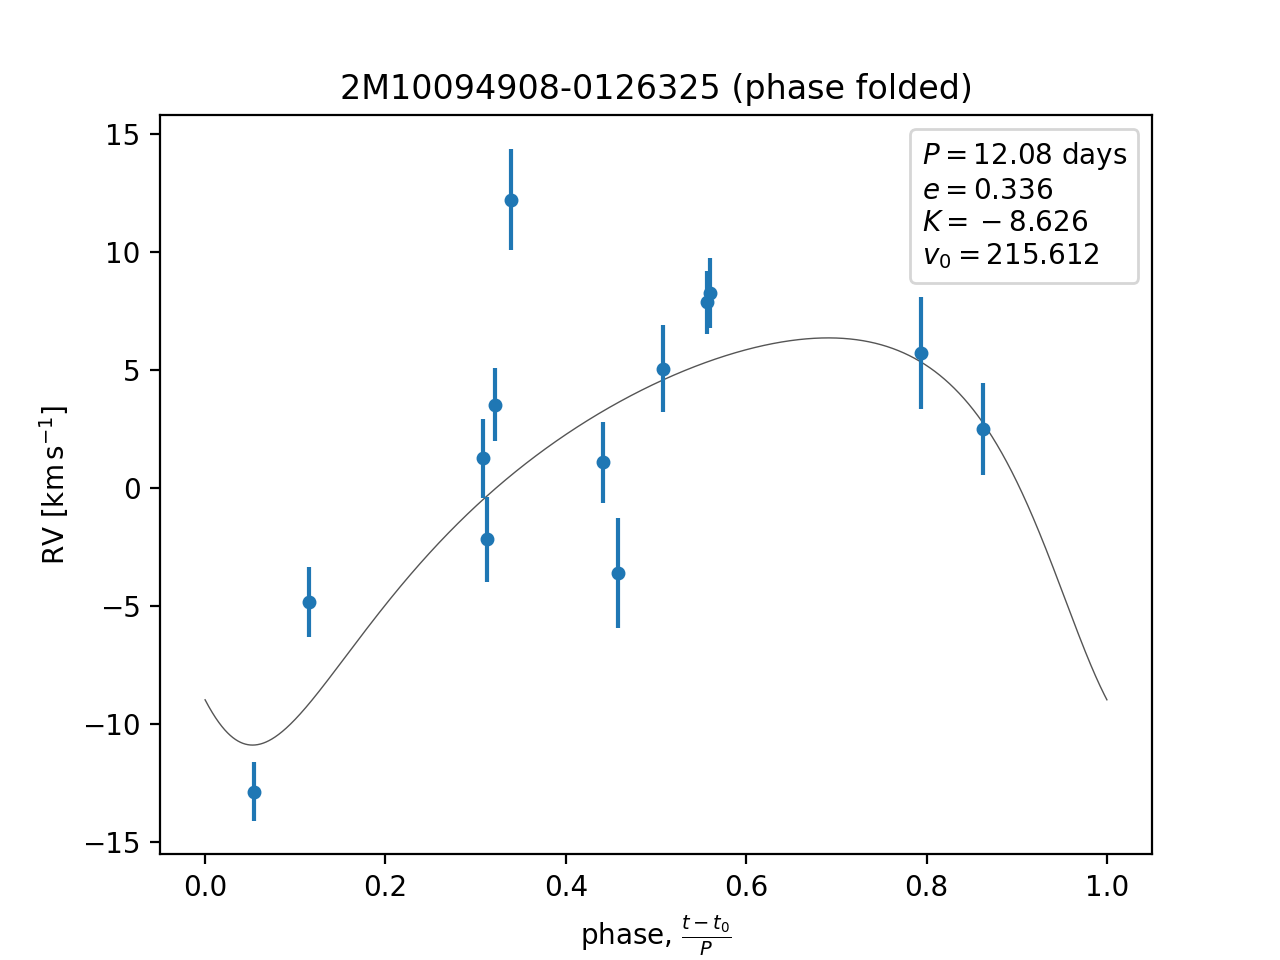 2M10094908-0126325 (phase folded)
P = 12.08 days
e = 0.336
K = −8.626
v₀ = 215.612
RV [km s⁻¹]
15
10
5
0
−5
−10
−15
0.0 0.2 0.4 0.6 0.8 1.0
phase, (t − t₀)/P